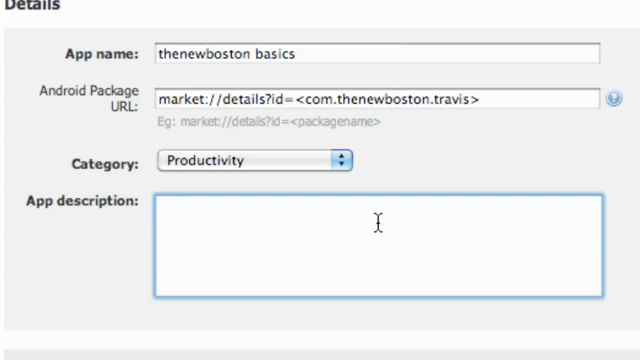 Details
App name: thenewboston basics
Android Package
URL: market://details?id=<com.thenewboston.travis>
Eg: market://details?id=<packagename>
Category: Productivity
App description: